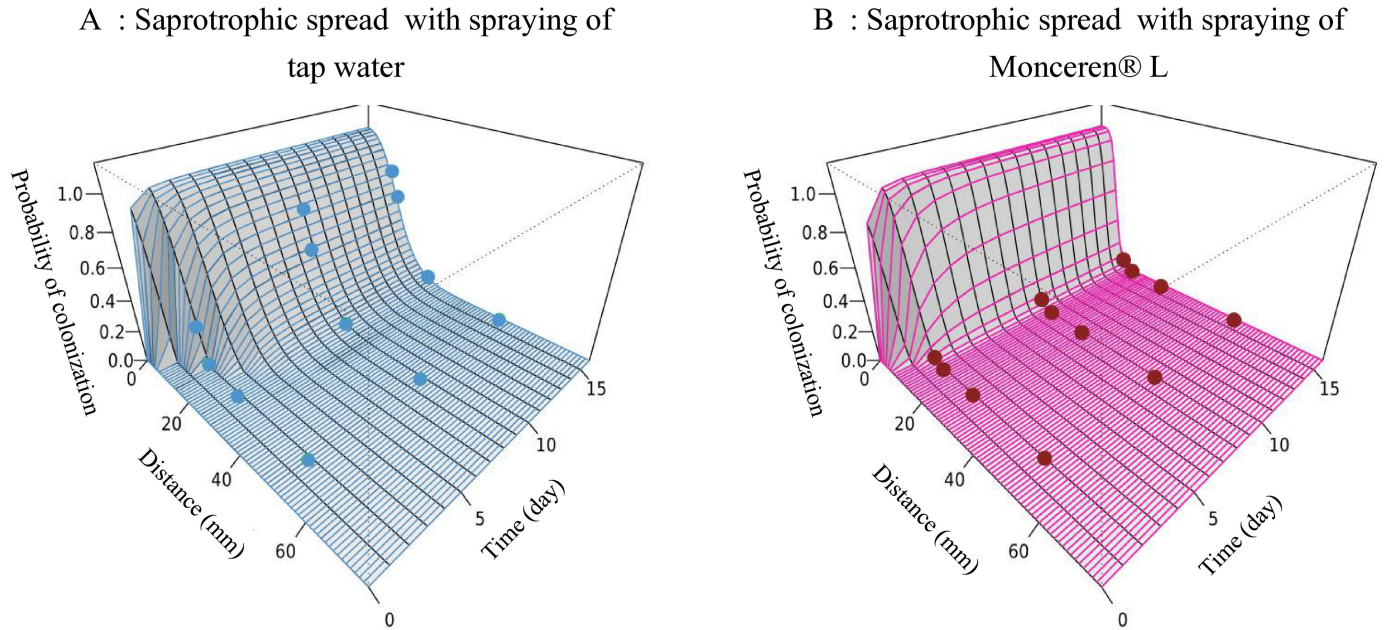 A : Saprotrophic spread with spraying of
tap water
Probability of colonization
1.0
0.8
0.6
0.4
0.2
0.0
0
20
40
60
Distance (mm)
0
5
10
15
Time (day)
B : Saprotrophic spread with spraying of
Monceren® L
Probability of colonization
1.0
0.8
0.6
0.4
0.2
0.0
0
20
40
60
Distance (mm)
0
5
10
15
Time (day)